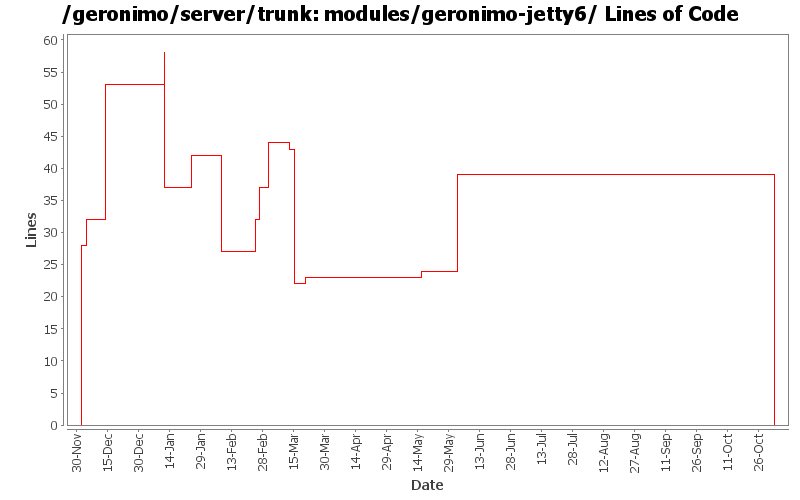 /geronimo/server/trunk: modules/geronimo-jetty6/ Lines of Code
60
55
50
45
40
35
30
25
20
15
10
5
0
Lines
30-Nov
15-Dec
30-Dec
14-Jan
29-Jan
13-Feb
28-Feb
15-Mar
30-Mar
14-Apr
29-Apr
14-May
29-May
13-Jun
28-Jun
13-Jul
28-Jul
12-Aug
27-Aug
11-Sep
26-Sep
11-Oct
26-Oct
Date